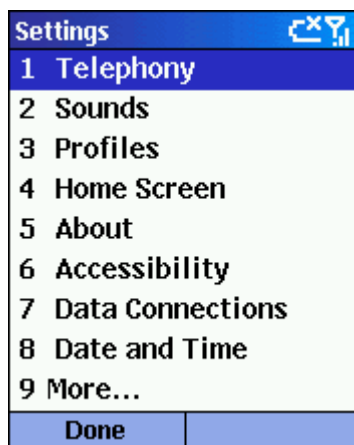 Settings
1 Telephony
2 Sounds
3 Profiles
4 Home Screen
5 About
6 Accessibility
7 Data Connections
8 Date and Time
9 More...
Done